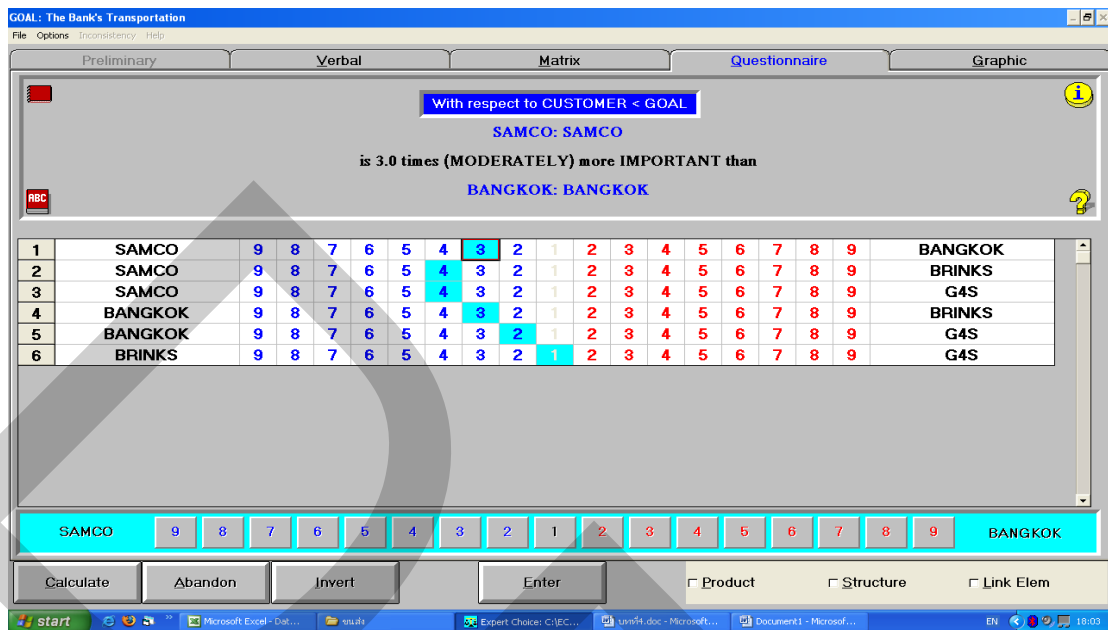 GOAL: The Bank's Transportation
File Options Inconsistency Help
Preliminary Verbal Matrix Questionnaire Graphic
With respect to CUSTOMER < GOAL
i
SAMCO: SAMCO
is 3.0 times (MODERATELY) more IMPORTANT than
BANGKOK: BANGKOK
ABC ?
1 SAMCO 9 8 7 6 5 4 3 2 1 2 3 4 5 6 7 8 9 BANGKOK
2 SAMCO 9 8 7 6 5 4 3 2 1 2 3 4 5 6 7 8 9 BRINKS
3 SAMCO 9 8 7 6 5 4 3 2 1 2 3 4 5 6 7 8 9 G4S
4 BANGKOK 9 8 7 6 5 4 3 2 1 2 3 4 5 6 7 8 9 BRINKS
5 BANGKOK 9 8 7 6 5 4 3 2 1 2 3 4 5 6 7 8 9 G4S
6 BRINKS 9 8 7 6 5 4 3 2 1 2 3 4 5 6 7 8 9 G4S
SAMCO 9 8 7 6 5 4 3 2 1 2 3 4 5 6 7 8 9 BANGKOK
Calculate Abandon Invert Enter Product Structure Link Elem
start Microsoft Excel - Dat... ขนส่ง Expert Choice: C:\EC... บทที่4.doc - Microsoft... Document1 - Microsof... EN 18:03